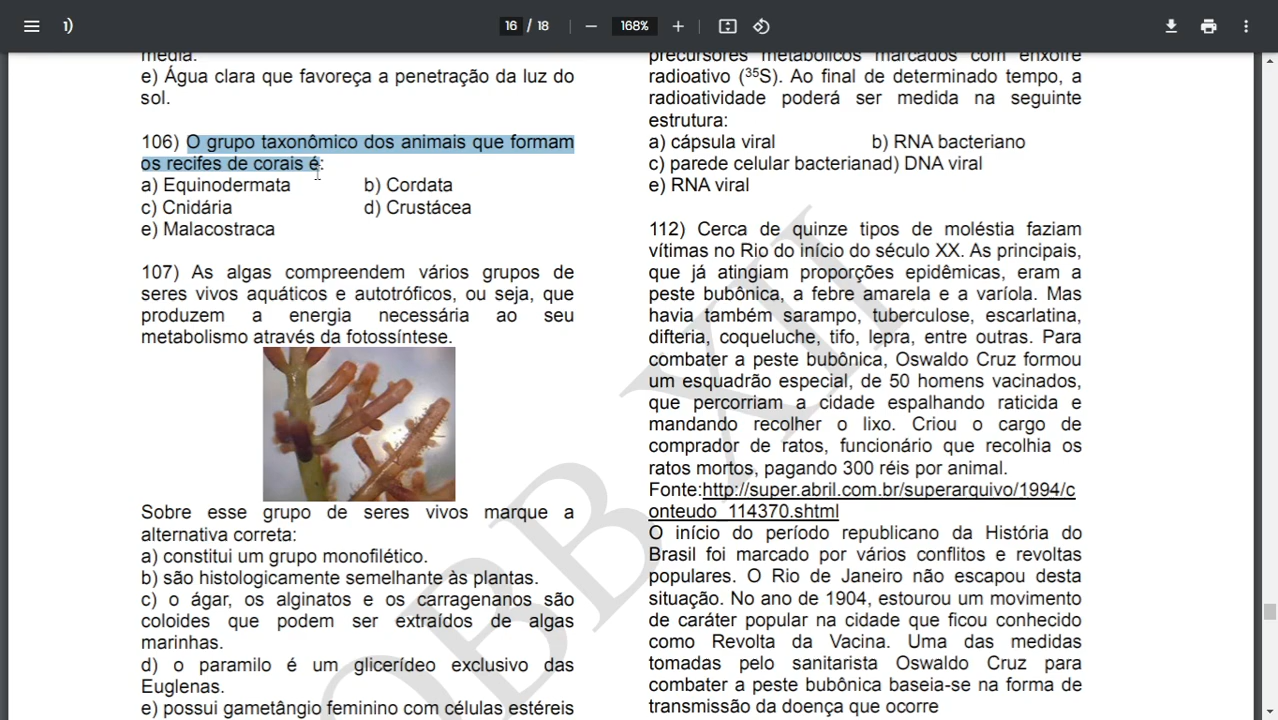 1)
16 / 18
168%
média.
e) Água clara que favoreça a penetração da luz do
sol.
106) O grupo taxonômico dos animais que formam
os recifes de corais é:
a) Equinodermata b) Cordata
c) Cnidária d) Crustácea
e) Malacostraca
107) As algas compreendem vários grupos de
seres vivos aquáticos e autotróficos, ou seja, que
produzem a energia necessária ao seu
metabolismo através da fotossíntese.
Sobre esse grupo de seres vivos marque a
alternativa correta:
a) constitui um grupo monofilético.
b) são histologicamente semelhante às plantas.
c) o ágar, os alginatos e os carragenanos são
coloides que podem ser extraídos de algas
marinhas.
d) o paramilo é um glicerídeo exclusivo das
Euglenas.
e) possui gametângio feminino com células estéreis
precursores metabólicos marcados com enxofre
radioativo (³⁵S). Ao final de determinado tempo, a
radioatividade poderá ser medida na seguinte
estrutura:
a) cápsula viral b) RNA bacteriano
c) parede celular bacterianad) DNA viral
e) RNA viral
112) Cerca de quinze tipos de moléstia faziam
vítimas no Rio do início do século XX. As principais,
que já atingiam proporções epidêmicas, eram a
peste bubônica, a febre amarela e a varíola. Mas
havia também sarampo, tuberculose, escarlatina,
difteria, coqueluche, tifo, lepra, entre outras. Para
combater a peste bubônica, Oswaldo Cruz formou
um esquadrão especial, de 50 homens vacinados,
que percorriam a cidade espalhando raticida e
mandando recolher o lixo. Criou o cargo de
comprador de ratos, funcionário que recolhia os
ratos mortos, pagando 300 réis por animal.
Fonte:http://super.abril.com.br/superarquivo/1994/c
onteudo_114370.shtml
O início do período republicano da História do
Brasil foi marcado por vários conflitos e revoltas
populares. O Rio de Janeiro não escapou desta
situação. No ano de 1904, estourou um movimento
de caráter popular na cidade que ficou conhecido
como Revolta da Vacina. Uma das medidas
tomadas pelo sanitarista Oswaldo Cruz para
combater a peste bubônica baseia-se na forma de
transmissão da doença que ocorre
OBB XII